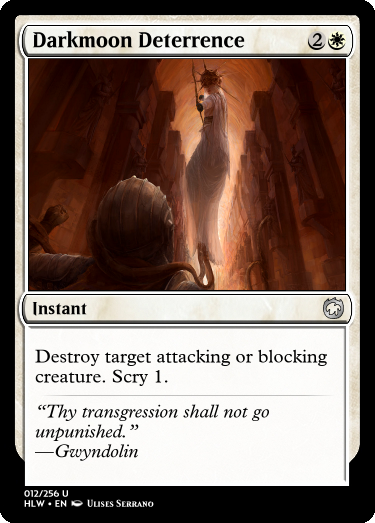 Darkmoon Deterrence 2
Instant
Destroy target attacking or blocking
creature. Scry 1.
“Thy transgression shall not go
unpunished.”
—Gwyndolin
012/256 U
HLW • EN Ulises Serrano